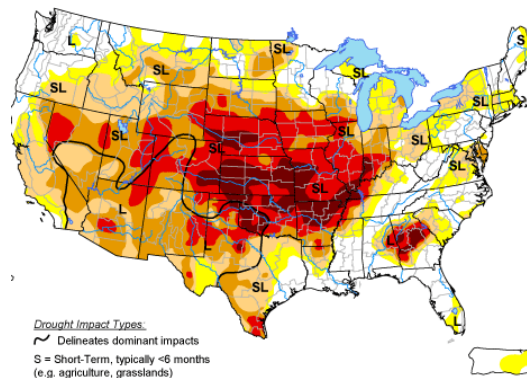 L
SL
S
SL
SL
SL
SL
SL
SL
SL
SL
SL
SL
L
L
SL
L
Drought Impact Types:
Delineates dominant impacts
S = Short-Term, typically <6 months
(e.g. agriculture, grasslands)